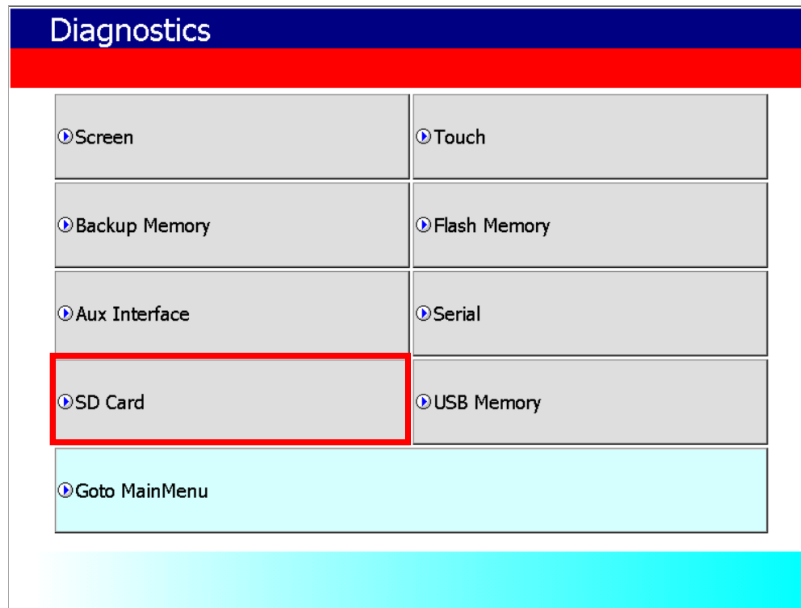 Diagnostics
Screen
Touch
Backup Memory
Flash Memory
Aux Interface
Serial
SD Card
USB Memory
Goto MainMenu